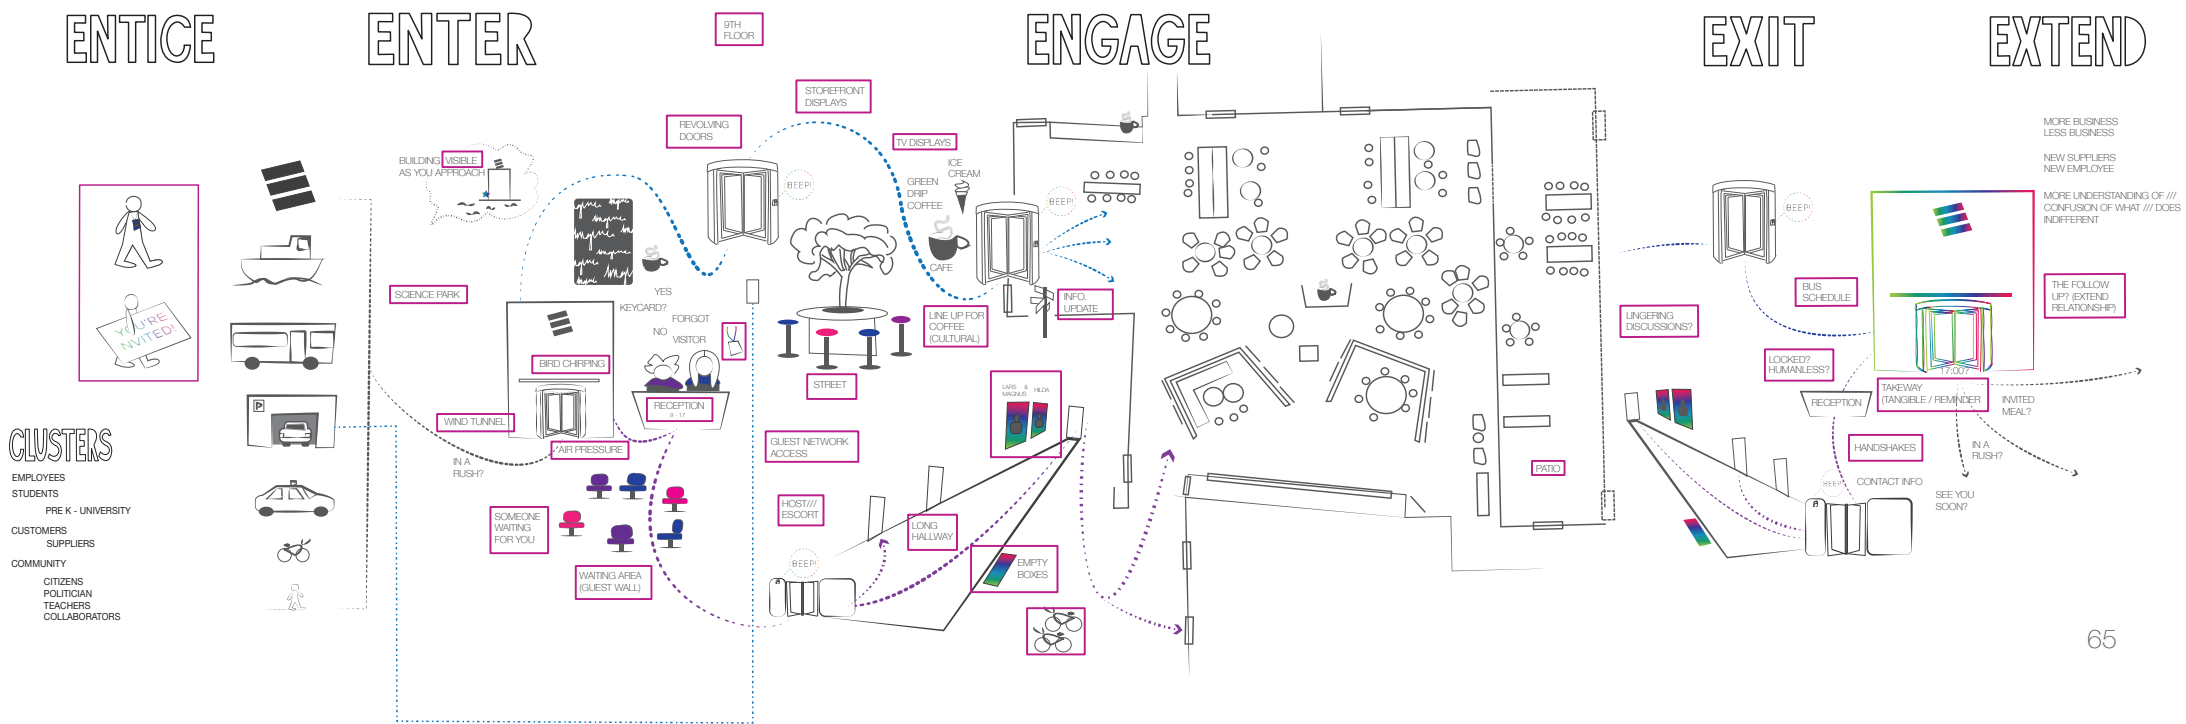 ENTICE
ENTER
ENGAGE
EXIT
EXTEND
9TH
FLOOR
STOREFRONT
DISPLAYS
REVOLVING
DOORS
TV DISPLAYS
BUILDING VISIBLE
AS YOU APPROACH
BEEP!
ICE
CREAM
GREEN
DRIP
COFFEE
CAFE
BEEP!
SCIENCE PARK
YES
KEYCARD?
FORGOT
NO
VISITOR
INFO.
UPDATE
LINE UP FOR
COFFEE
(CULTURAL)
BIRD CHIRPING
STREET
RECEPTION
9 - 17
WIND TUNNEL
AIR PRESSURE
IN A
RUSH?
GUEST NETWORK
ACCESS
LARS & HILDA
MAGNUS
SOMEONE
WAITING
FOR YOU
HOST///
ESCORT
LONG
HALLWAY
WAITING AREA
(GUEST WALL)
BEEP!
EMPTY
BOXES
PATIO
YOU'RE
INVITED!
P
CLUSTERS
EMPLOYEES
STUDENTS
PRE K - UNIVERSITY
CUSTOMERS
SUPPLIERS
COMMUNITY
CITIZENS
POLITICIAN
TEACHERS
COLLABORATORS
BEEP!
LINGERING
DISCUSSIONS?
BUS
SCHEDULE
LOCKED?
HUMANLESS?
RECEPTION
17:00?
TAKEWAY
(TANGIBLE / REMINDER
INVITED
MEAL?
HANDSHAKES
IN A
RUSH?
BEEP!
CONTACT INFO
SEE YOU
SOON?
MORE BUSINESS
LESS BUSINESS
NEW SUPPLIERS
NEW EMPLOYEE
MORE UNDERSTANDING OF ///
CONFUSION OF WHAT /// DOES
INDIFFERENT
THE FOLLOW
UP? (EXTEND
RELATIONSHIP)
65